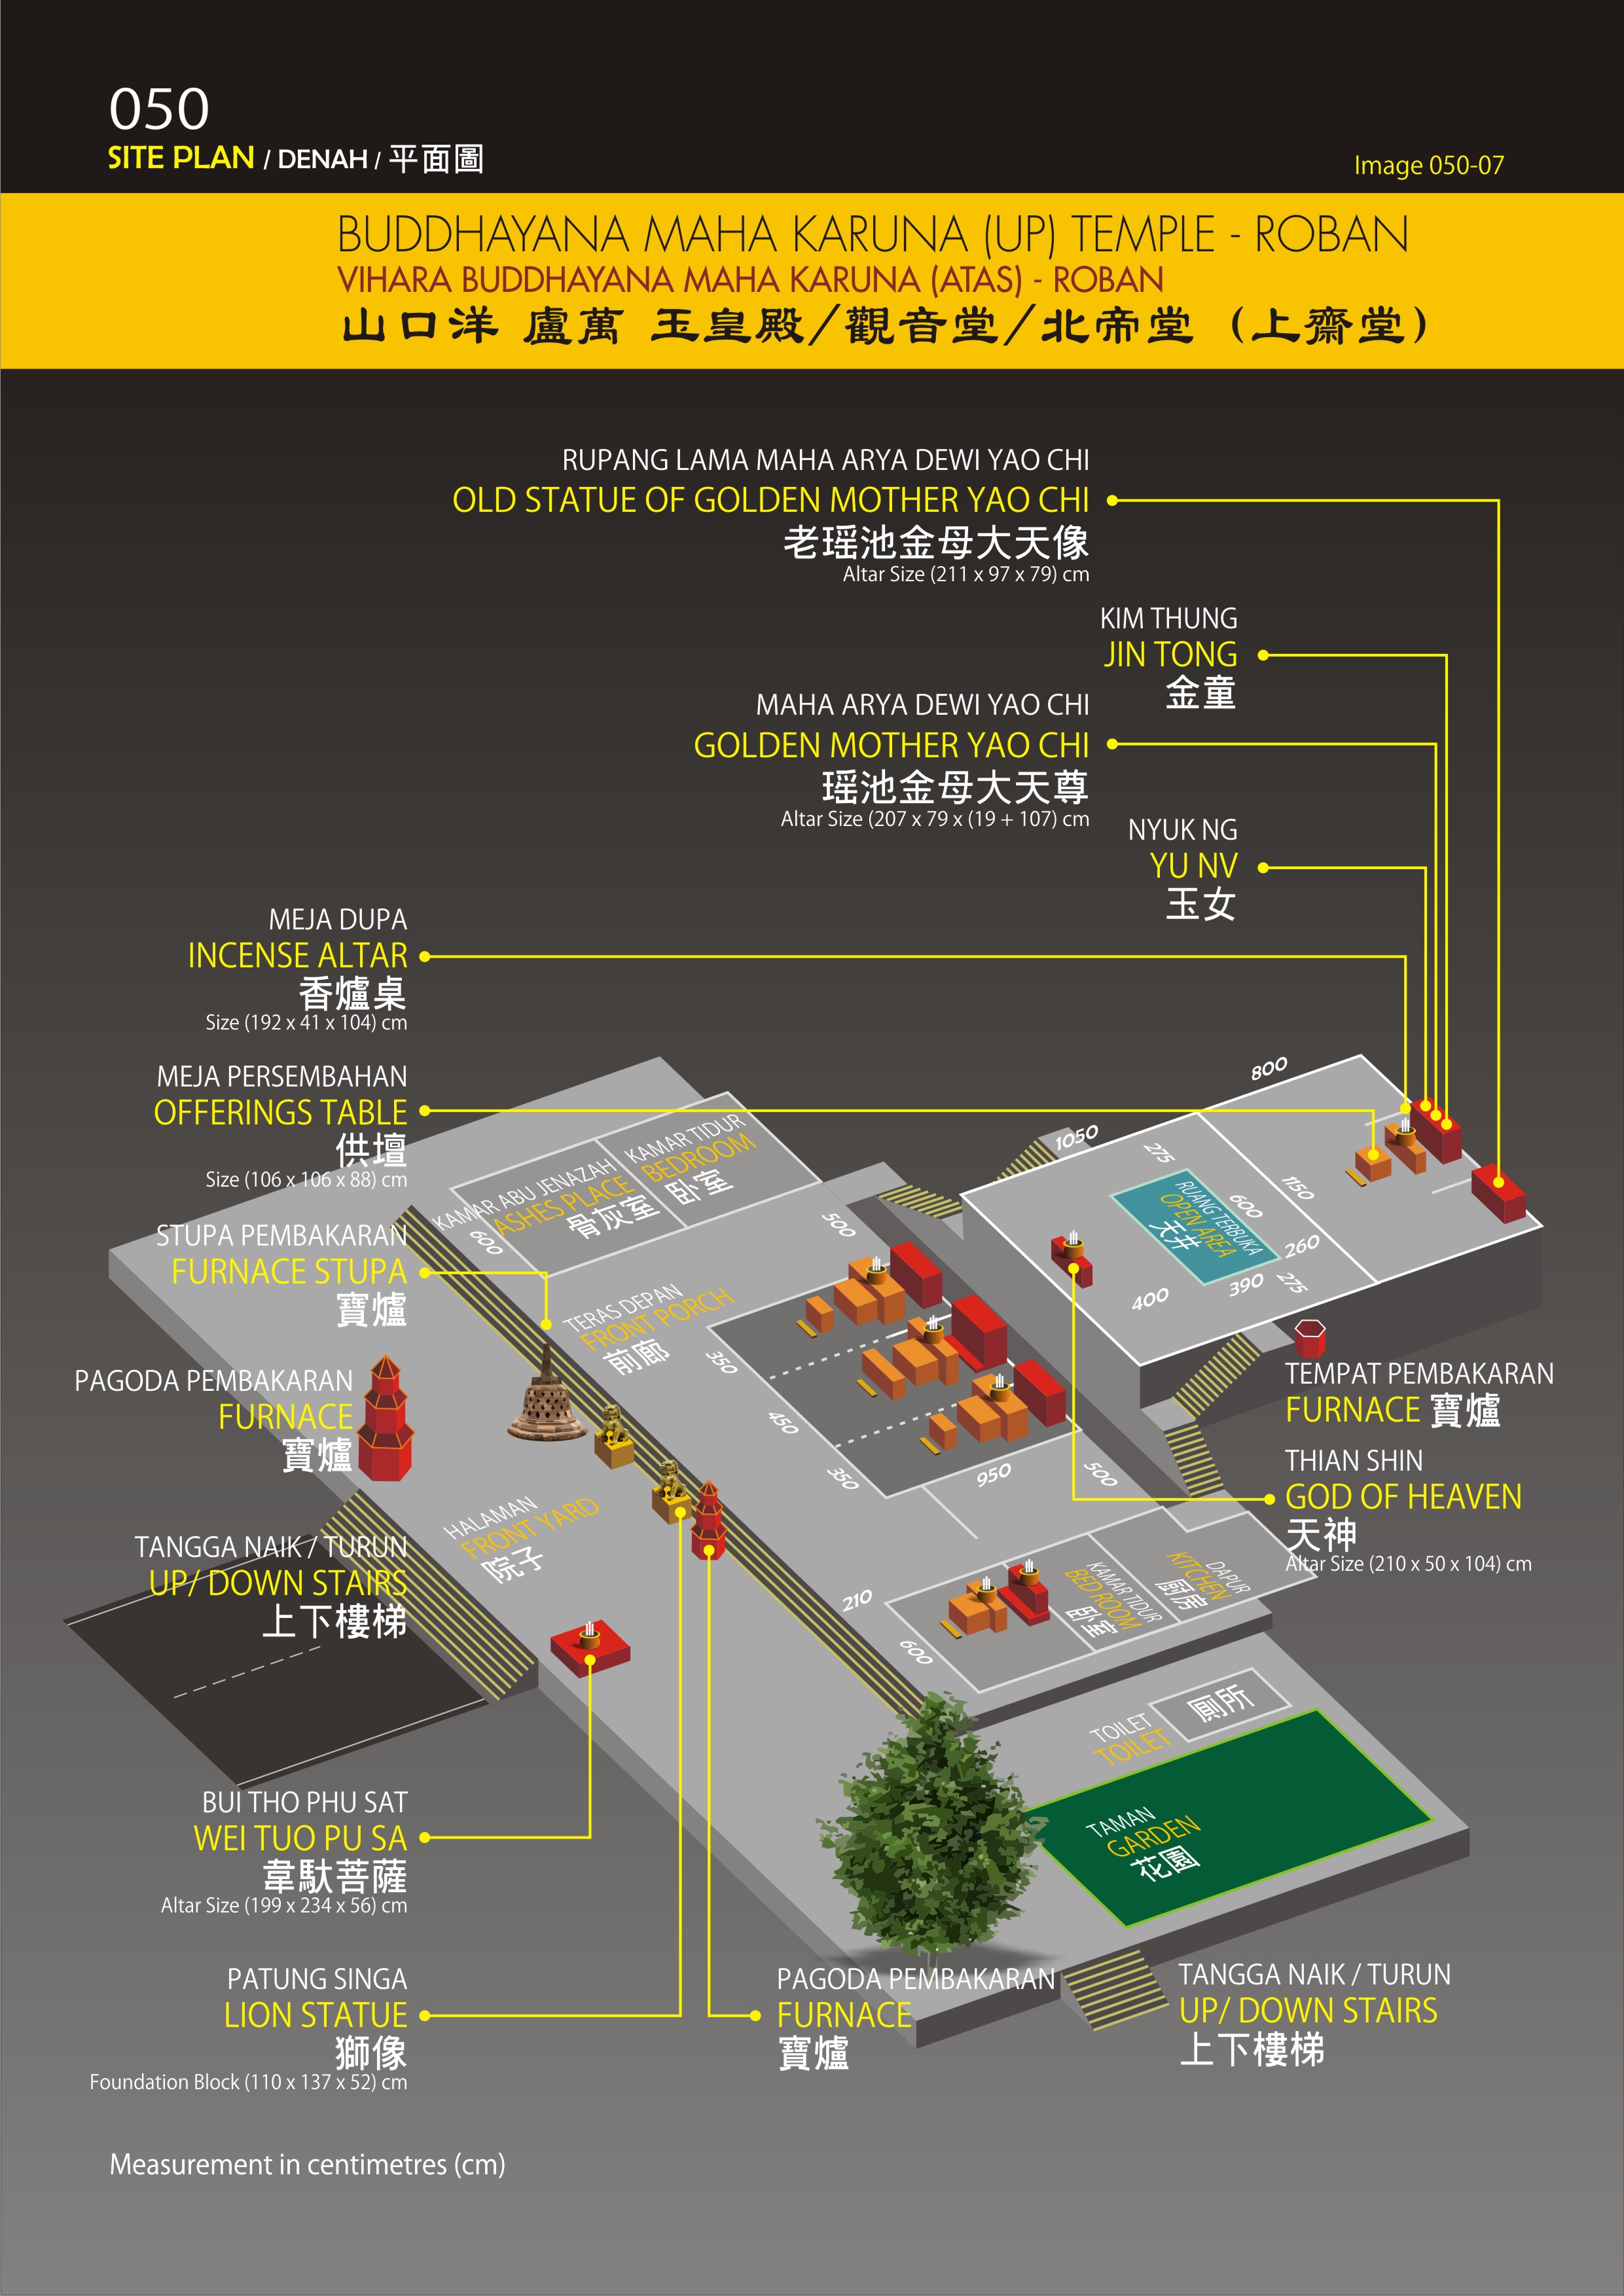 050
SITE PLAN / DENAH / 平面圖
Image 050-07
BUDDHAYANA MAHA KARUNA (UP) TEMPLE - ROBAN
VIHARA BUDDHAYANA MAHA KARUNA (ATAS) - ROBAN
山口洋 盧萬 玉皇殿/觀音堂/北帝堂 (上齋堂)
RUPANG LAMA MAHA ARYA DEWI YAO CHI
OLD STATUE OF GOLDEN MOTHER YAO CHI
老瑶池金母大天像
Altar Size (211 x 97 x 79) cm
KIM THUNG
JIN TONG
金童
MAHA ARYA DEWI YAO CHI
GOLDEN MOTHER YAO CHI
瑶池金母大天尊
Altar Size (207 x 79 x (19 + 107) cm
NYUK NG
YU NV
玉女
MEJA DUPA
INCENSE ALTAR
香爐桌
Size (192 x 41 x 104) cm
MEJA PERSEMBAHAN
OFFERINGS TABLE
供壇
Size (106 x 106 x 88) cm
STUPA PEMBAKARAN
FURNACE STUPA
寶爐
PAGODA PEMBAKARAN
FURNACE
寶爐
TANGGA NAIK / TURUN
UP/ DOWN STAIRS
上下樓梯
BUI THO PHU SAT
WEI TUO PU SA
韋馱菩薩
Altar Size (199 x 234 x 56) cm
PATUNG SINGA
LION STATUE
獅像
Foundation Block (110 x 137 x 52) cm
KAMAR ABU JENAZAH
ASHES PLACE
骨灰室
KAMAR TIDUR
BEDROOM
卧室
600
500
TERAS DEPAN
FRONT PORCH
前廊
350
450
350
950
500
HALAMAN
FRONT YARD
院子
210
600
KAMAR TIDUR
BED ROOM
卧室
DAPUR
KITCHEN
厨房
TOILET
TOILET
厠所
TAMAN
GARDEN
花園
800
1050
275
1150
RUANG TERBUKA
OPEN AREA
天井
600
260
390
275
400
TEMPAT PEMBAKARAN
FURNACE 寶爐
THIAN SHIN
GOD OF HEAVEN
天神
Altar Size (210 x 50 x 104) cm
PAGODA PEMBAKARAN
FURNACE
寶爐
TANGGA NAIK / TURUN
UP/ DOWN STAIRS
上下樓梯
Measurement in centimetres (cm)